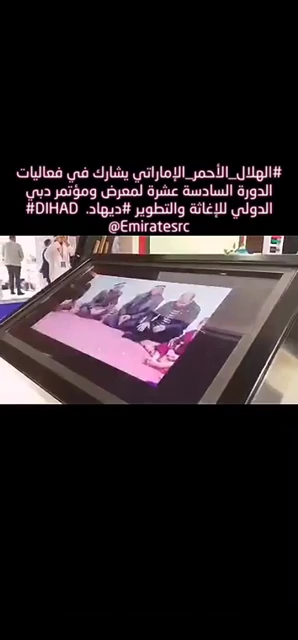 #الهلال_الأحمر_الإماراتي يشارك في فعاليات
الدورة السادسة عشرة لمعرض ومؤتمر دبي
الدولي للإغاثة والتطوير #ديهاد. DIHAD#
@Emiratesrc